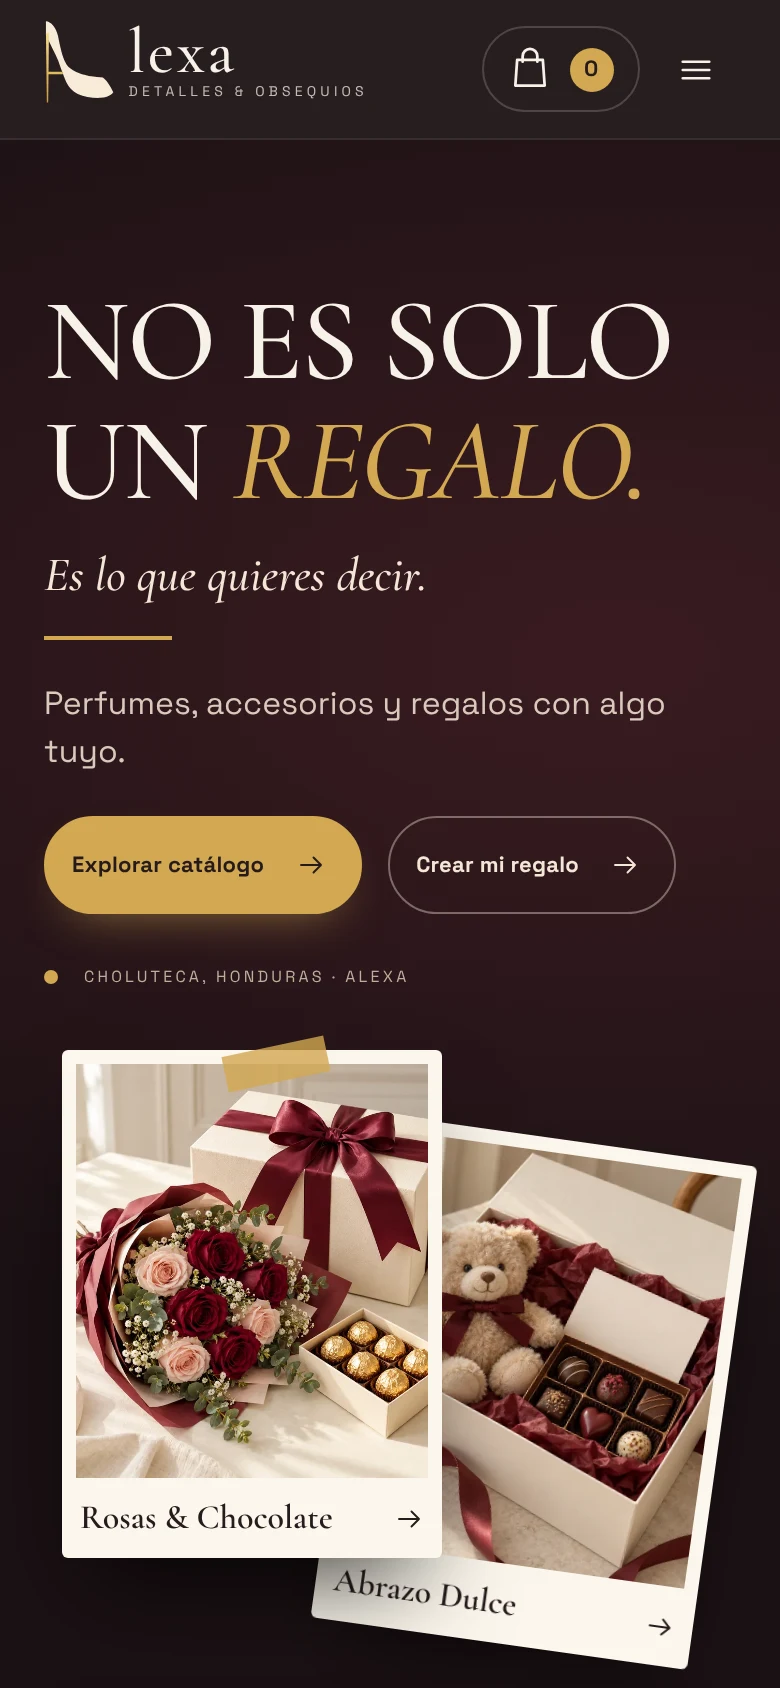 lexa
DETALLES & OBSEQUIOS
0
NO ES SOLO
UN REGALO.
Es lo que quieres decir.
Perfumes, accesorios y regalos con algo
tuyo.
Explorar catálogo →
Crear mi regalo →
CHOLUTECA, HONDURAS · ALEXA
Rosas & Chocolate →
Abrazo Dulce →